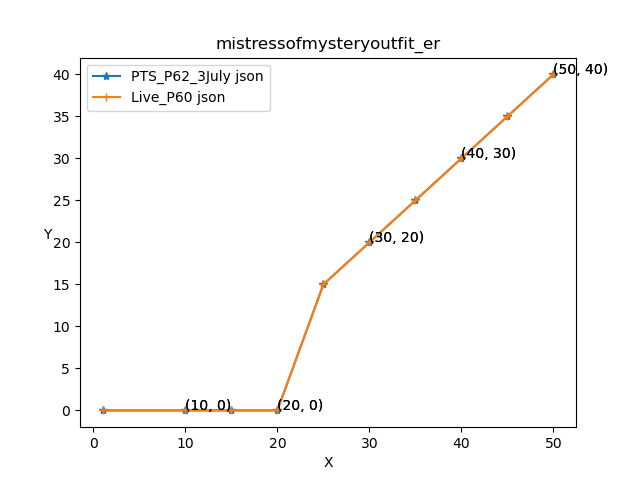 mistressofmysteryoutfit_er
PTS_P62_3July json
Live_P60 json
(50, 40)
(40, 30)
(30, 20)
(10, 0)
(20, 0)
Y
40
35
30
25
20
15
10
5
0
0 10 20 30 40 50
X